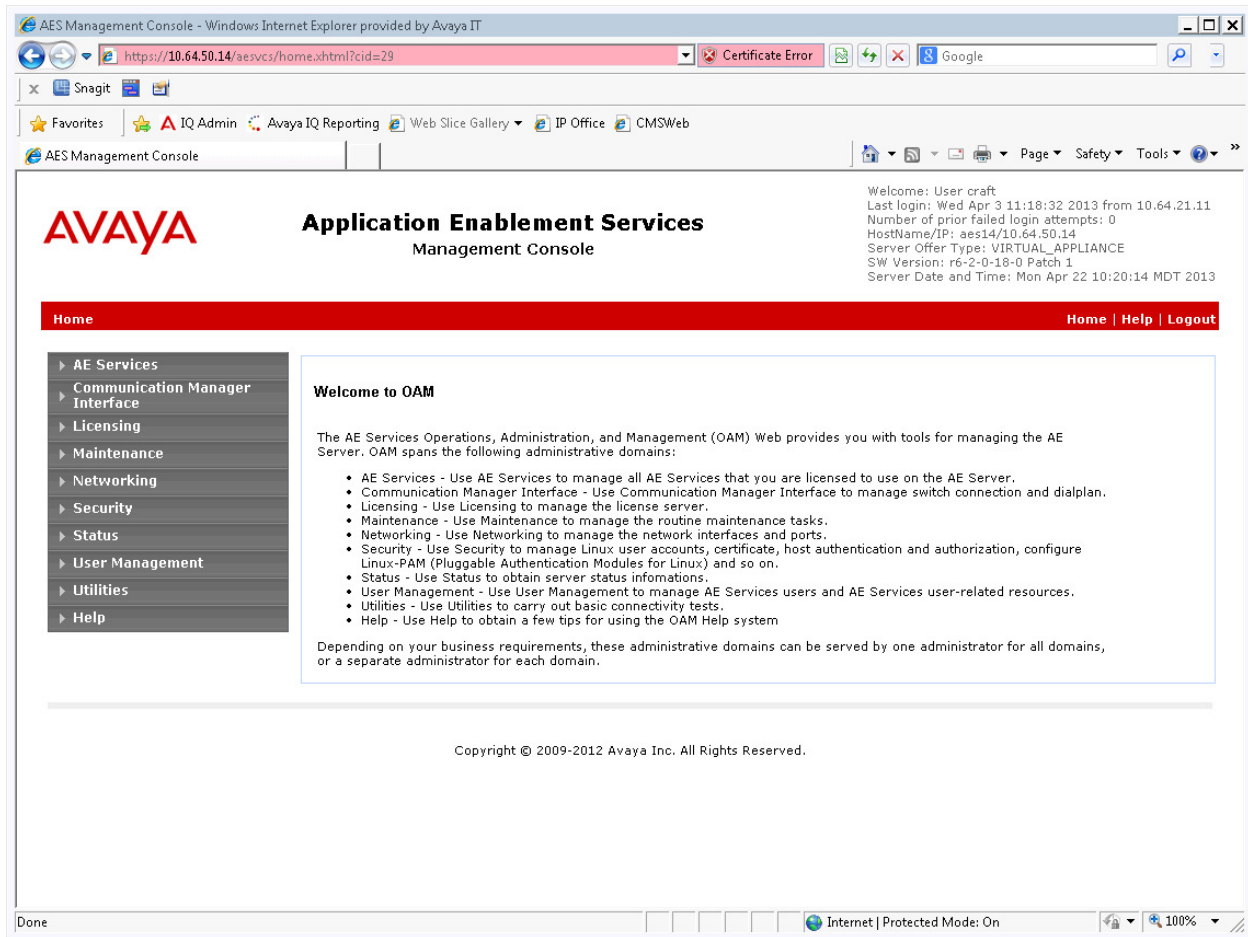 AES Management Console - Windows Internet Explorer provided by Avaya IT
https://10.64.50.14/aesvcs/home.xhtml?cid=29
Certificate Error
Google
x Snagit
Favorites IQ Admin Avaya IQ Reporting Web Slice Gallery IP Office CMSWeb
AES Management Console
Page Safety Tools »
AVAYA
Application Enablement Services
Management Console
Welcome: User craft
Last login: Wed Apr 3 11:18:32 2013 from 10.64.21.11
Number of prior failed login attempts: 0
HostName/IP: aes14/10.64.50.14
Server Offer Type: VIRTUAL_APPLIANCE
SW Version: r6-2-0-18-0 Patch 1
Server Date and Time: Mon Apr 22 10:20:14 MDT 2013
Home
Home | Help | Logout
AE Services
Communication Manager
Interface
Licensing
Maintenance
Networking
Security
Status
User Management
Utilities
Help
Welcome to OAM
The AE Services Operations, Administration, and Management (OAM) Web provides you with tools for managing the AE
Server. OAM spans the following administrative domains:
• AE Services - Use AE Services to manage all AE Services that you are licensed to use on the AE Server.
• Communication Manager Interface - Use Communication Manager Interface to manage switch connection and dialplan.
• Licensing - Use Licensing to manage the license server.
• Maintenance - Use Maintenance to manage the routine maintenance tasks.
• Networking - Use Networking to manage the network interfaces and ports.
• Security - Use Security to manage Linux user accounts, certificate, host authentication and authorization, configure
Linux-PAM (Pluggable Authentication Modules for Linux) and so on.
• Status - Use Status to obtain server status infomations.
• User Management - Use User Management to manage AE Services users and AE Services user-related resources.
• Utilities - Use Utilities to carry out basic connectivity tests.
• Help - Use Help to obtain a few tips for using the OAM Help system
Depending on your business requirements, these administrative domains can be served by one administrator for all domains,
or a separate administrator for each domain.
Copyright © 2009-2012 Avaya Inc. All Rights Reserved.
Done
Internet | Protected Mode: On
100%